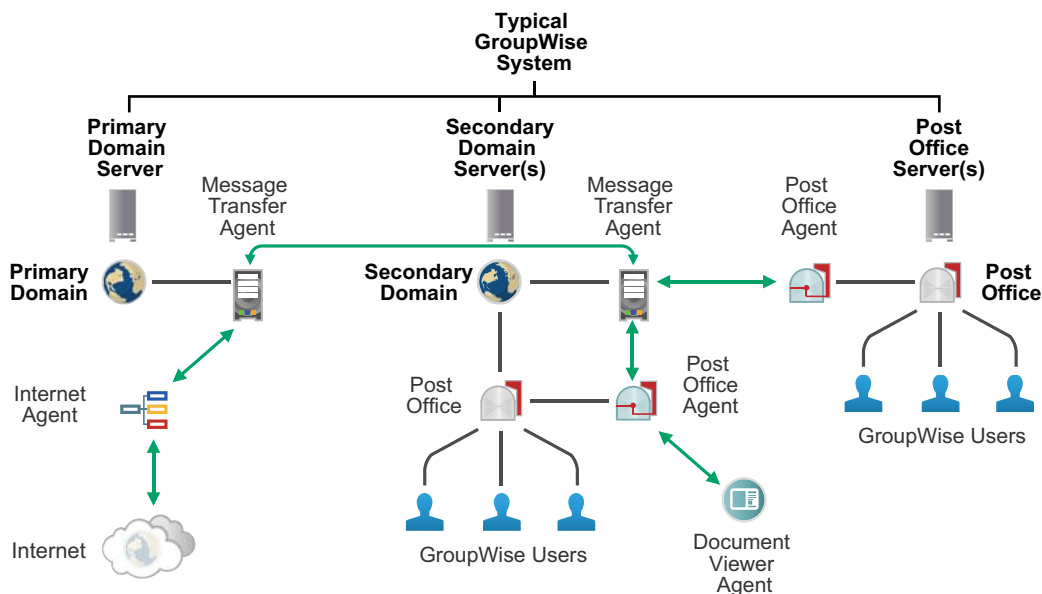 Typical
GroupWise
System
Primary
Domain
Server
Secondary
Domain
Server(s)
Post
Office
Server(s)
Message
Transfer
Agent
Message
Transfer
Agent
Post
Office
Agent
Primary
Domain
Secondary
Domain
Post
Office
Internet
Agent
Post
Office
Post
Office
Agent
GroupWise Users
Internet
GroupWise Users
Document
Viewer
Agent